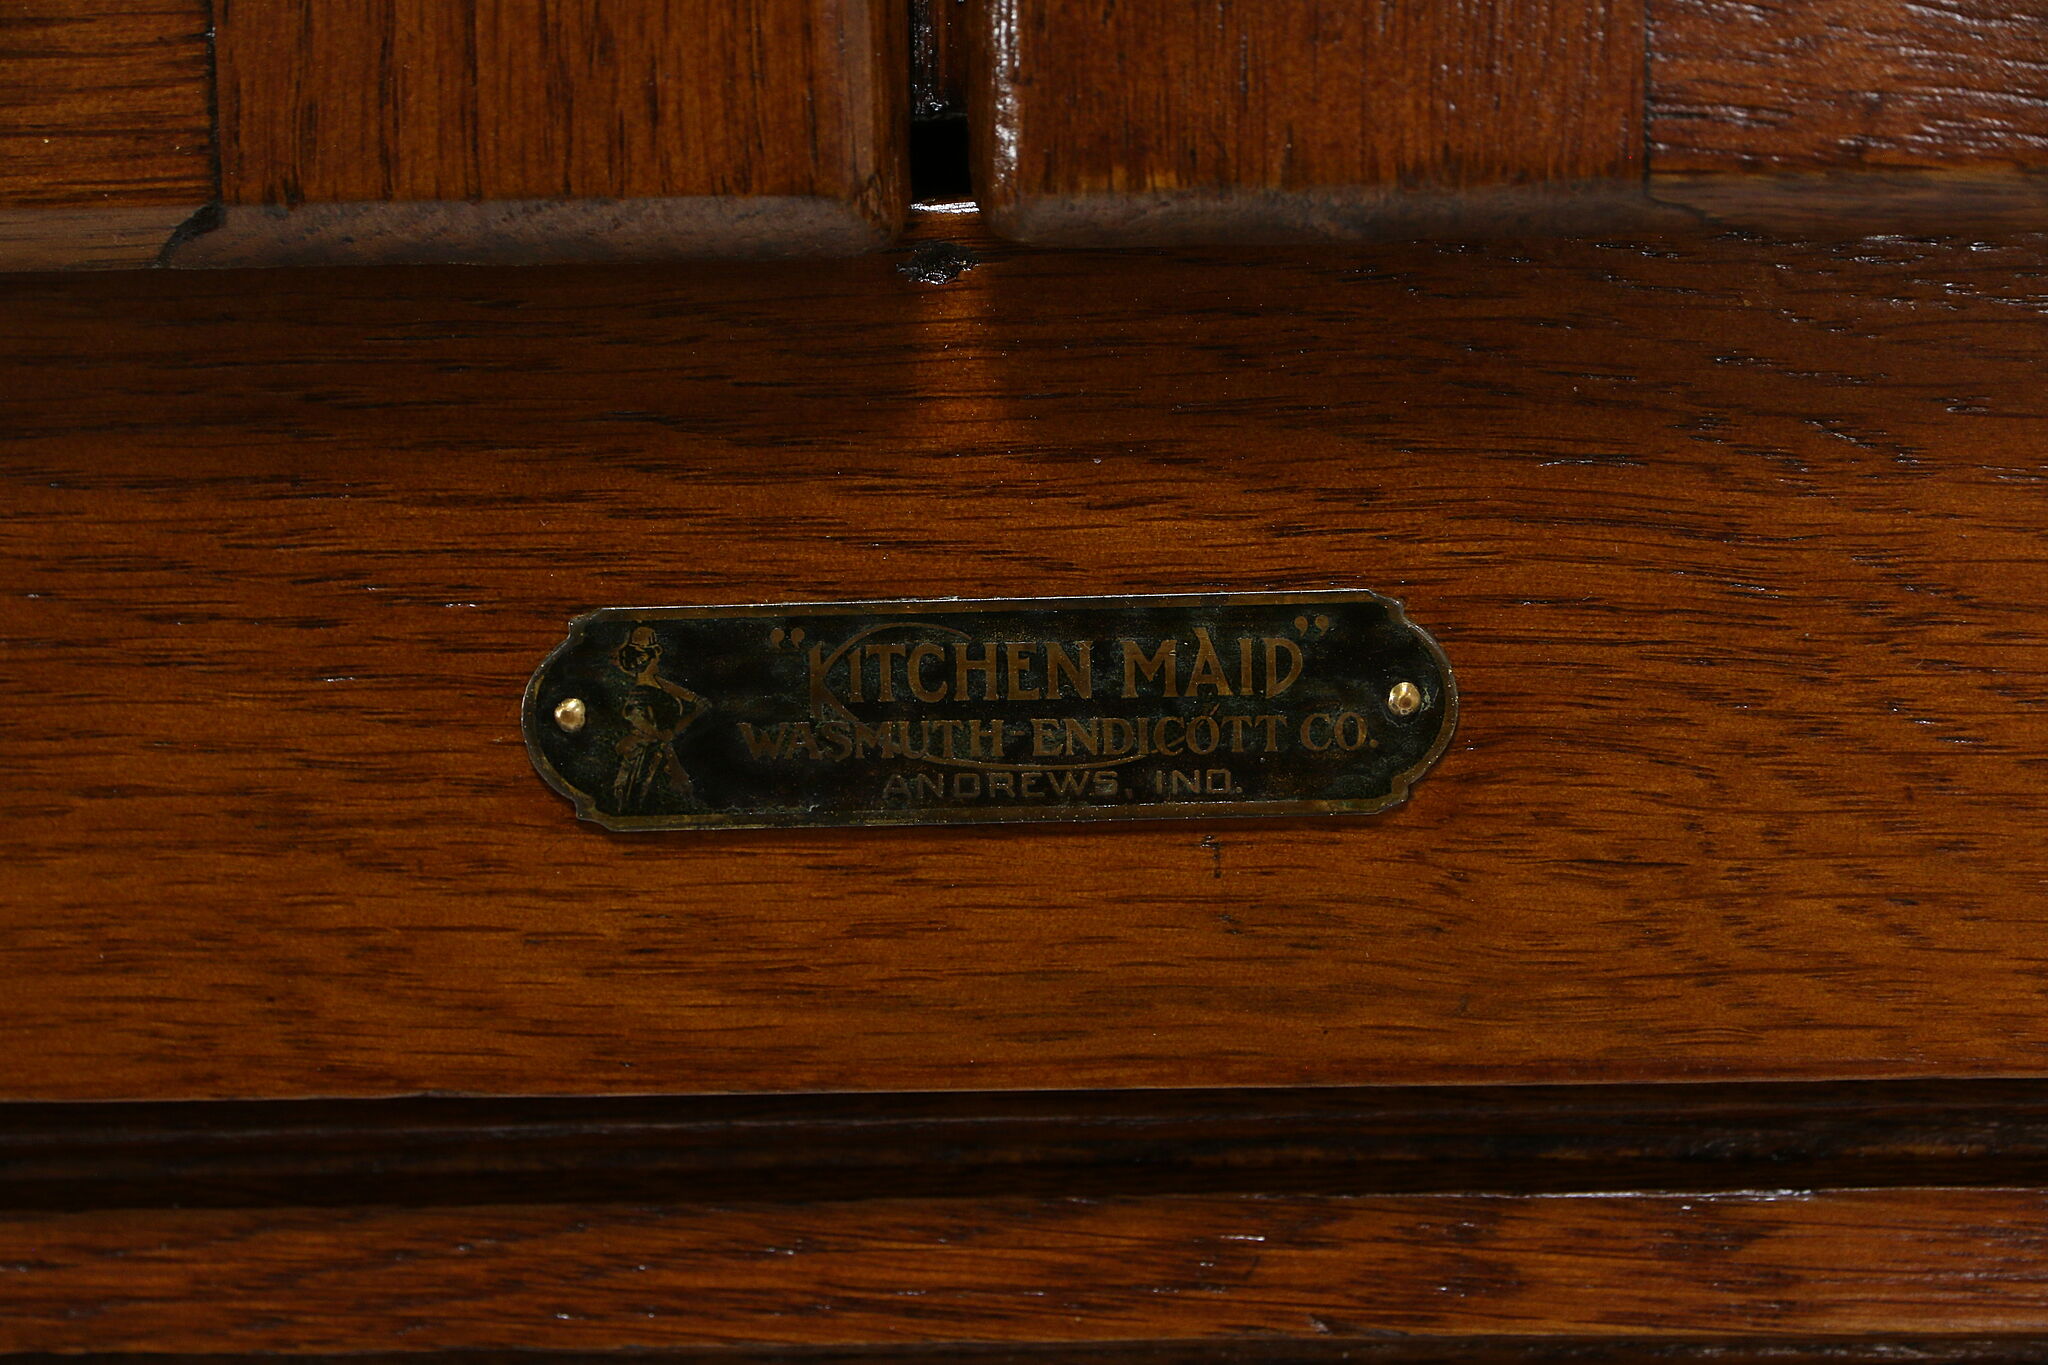 "KITCHEN MAID"
WASMUTH-ENDICOTT CO.
ANDREWS, IND.